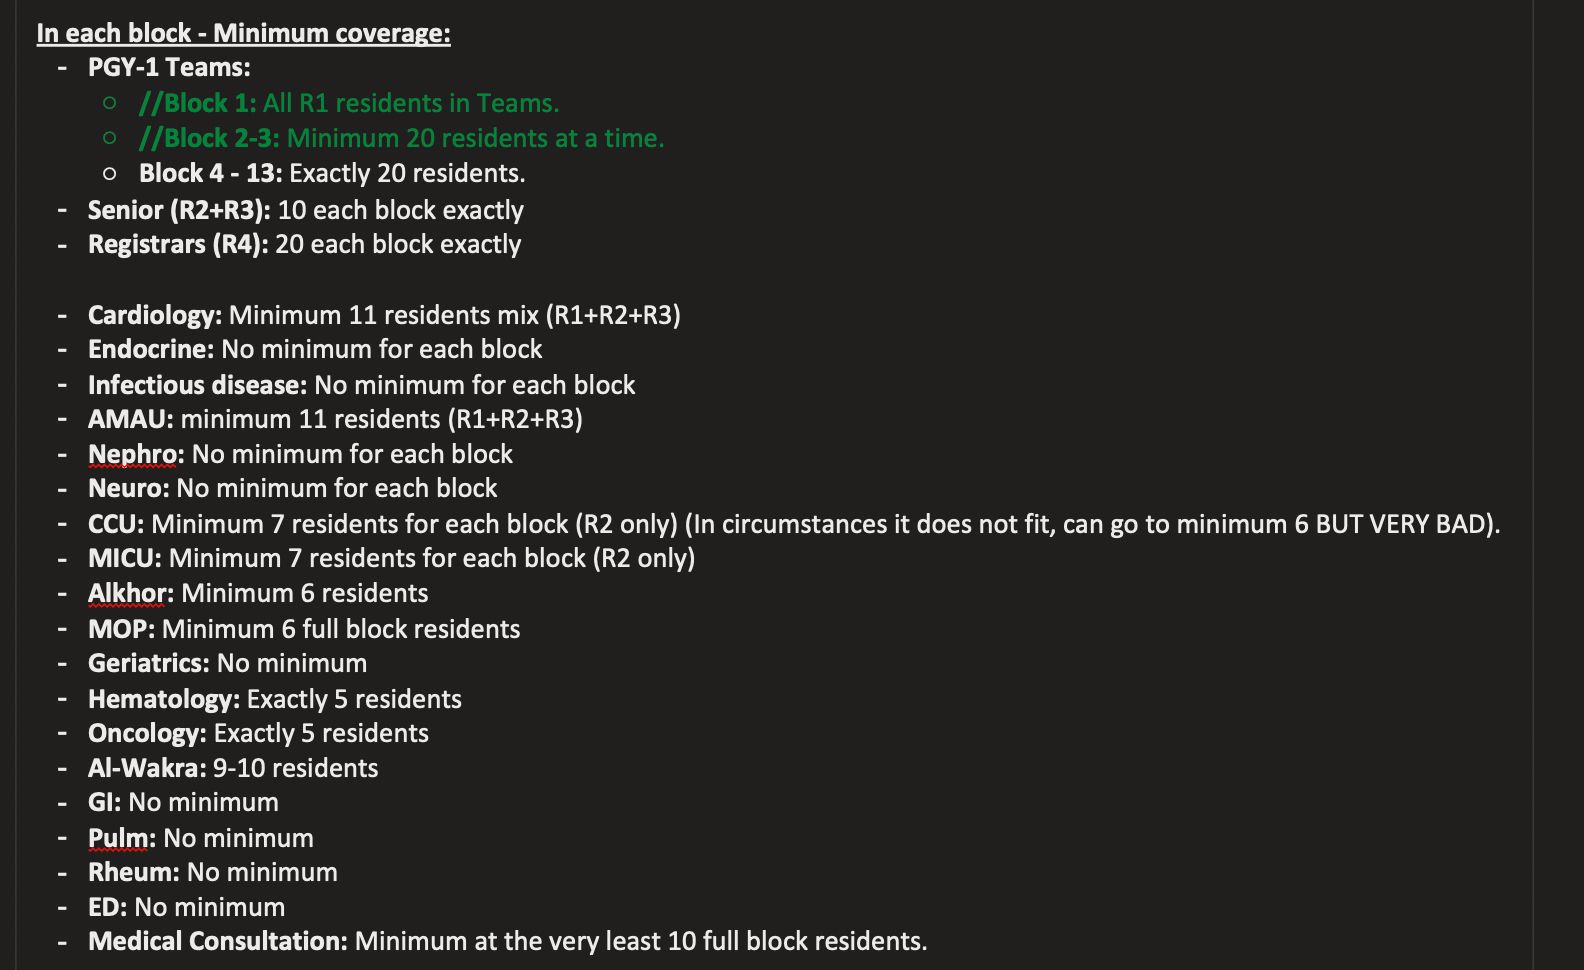 In each block - Minimum coverage:
- PGY-1 Teams:
○ //Block 1: All R1 residents in Teams.
○ //Block 2-3: Minimum 20 residents at a time.
○ Block 4 - 13: Exactly 20 residents.
- Senior (R2+R3): 10 each block exactly
- Registrars (R4): 20 each block exactly
- Cardiology: Minimum 11 residents mix (R1+R2+R3)
- Endocrine: No minimum for each block
- Infectious disease: No minimum for each block
- AMAU: minimum 11 residents (R1+R2+R3)
- Nephro: No minimum for each block
- Neuro: No minimum for each block
- CCU: Minimum 7 residents for each block (R2 only) (In circumstances it does not fit, can go to minimum 6 BUT VERY BAD).
- MICU: Minimum 7 residents for each block (R2 only)
- Alkhor: Minimum 6 residents
- MOP: Minimum 6 full block residents
- Geriatrics: No minimum
- Hematology: Exactly 5 residents
- Oncology: Exactly 5 residents
- Al-Wakra: 9-10 residents
- GI: No minimum
- Pulm: No minimum
- Rheum: No minimum
- ED: No minimum
- Medical Consultation: Minimum at the very least 10 full block residents.